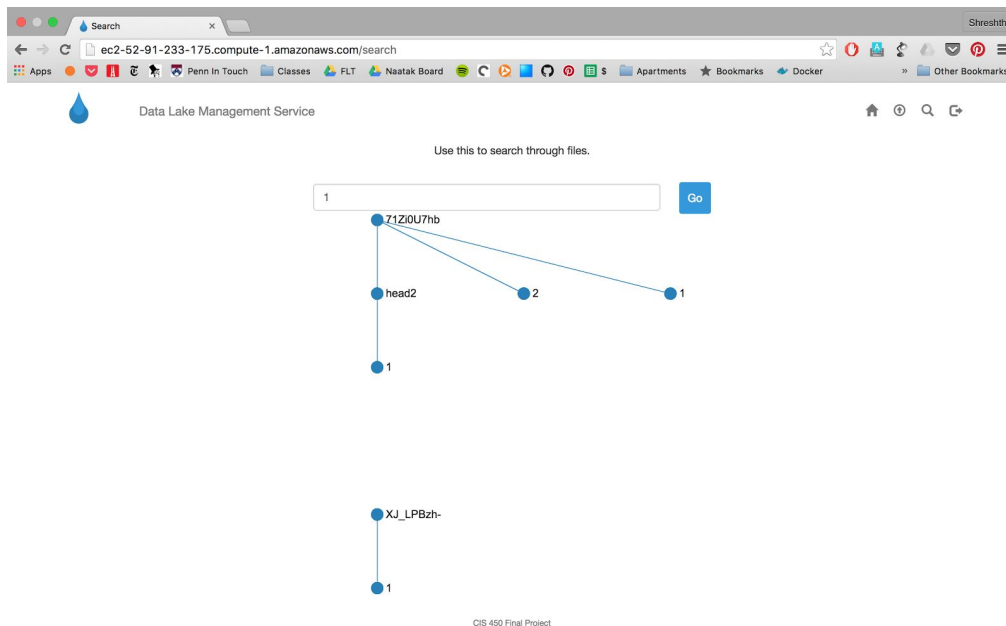 Search
Shreshth
ec2-52-91-233-175.compute-1.amazonaws.com/search
Apps Penn In Touch Classes FLT Naatak Board $ Apartments Bookmarks Docker » Other Bookmarks
Data Lake Management Service
Use this to search through files.
1
Go
71Zi0U7hb
head2 2 1
1
XJ_LPBzh-
1
CIS 450 Final Project